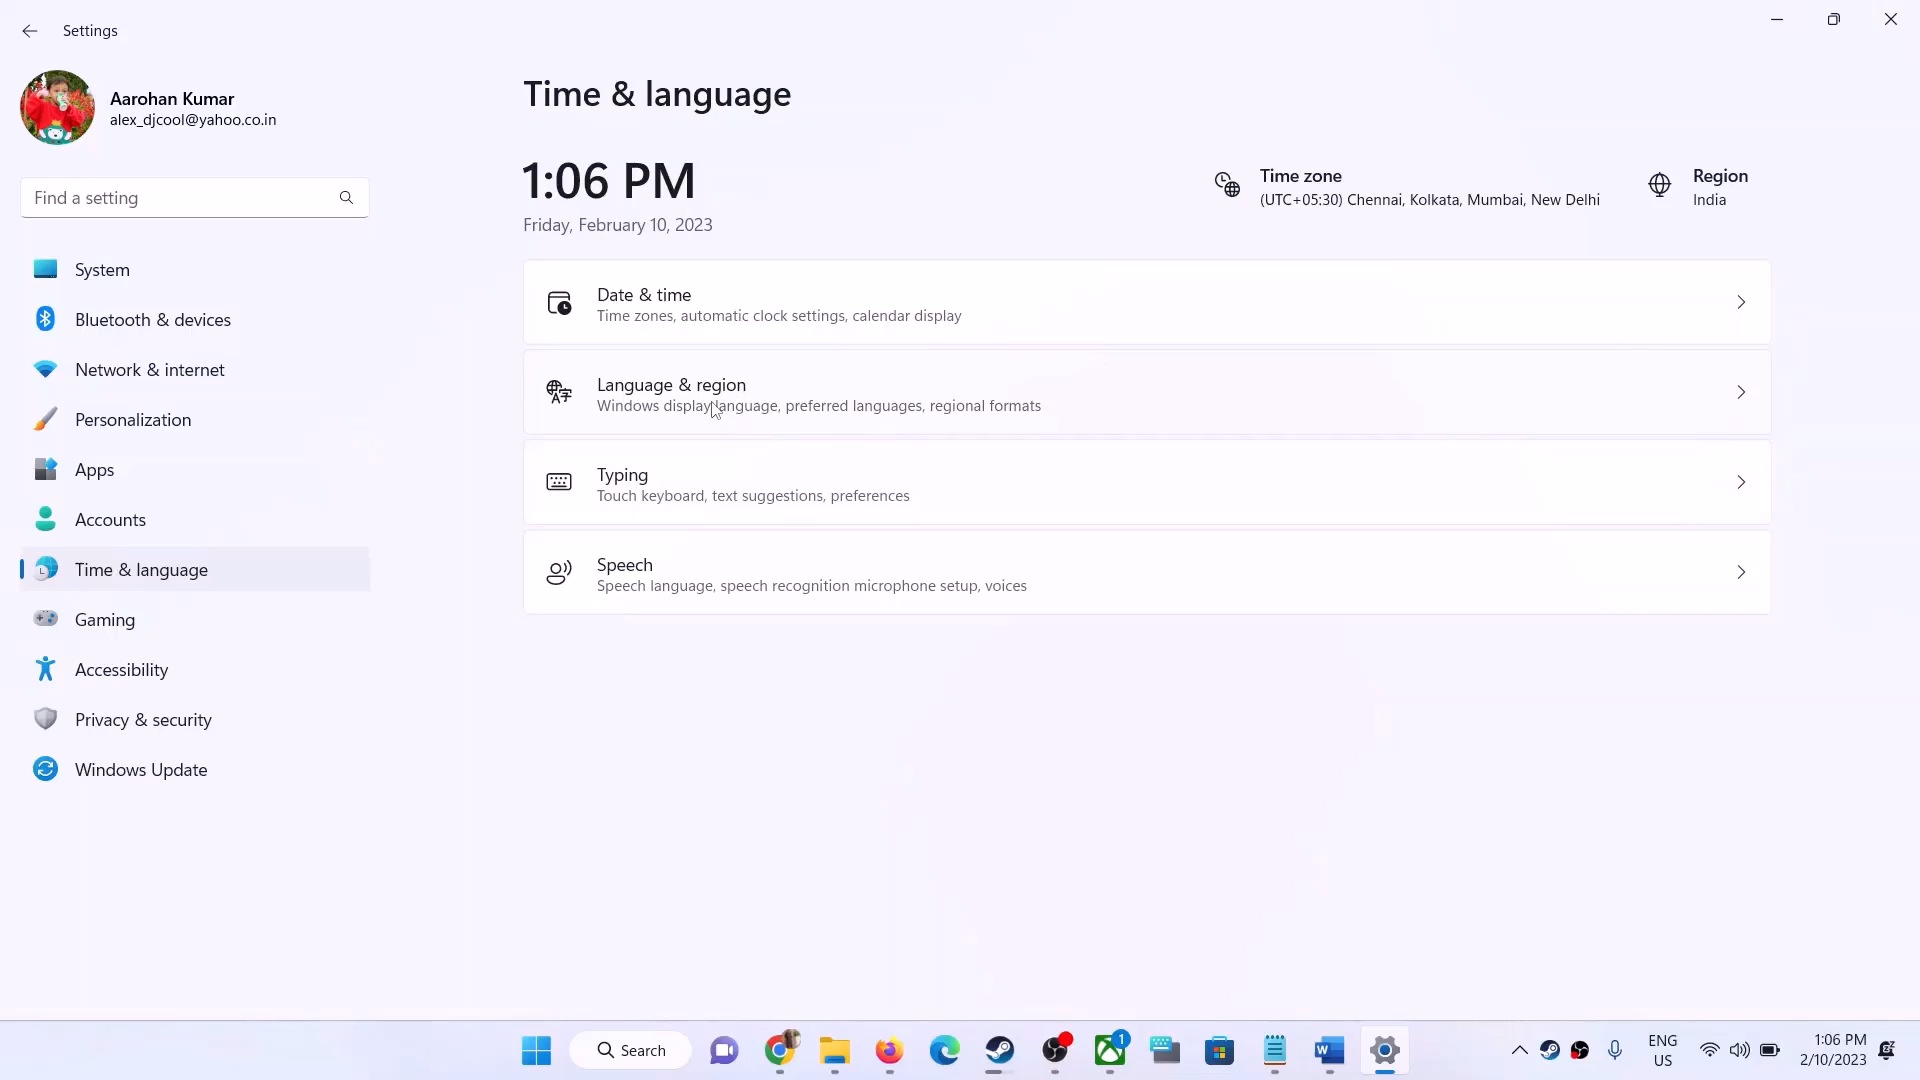 Settings
Aarohan Kumar
alex_djcool@yahoo.co.in
Find a setting
System
Bluetooth & devices
Network & internet
Personalization
Apps
Accounts
Time & language
Gaming
Accessibility
Privacy & security
Windows Update
Time & language
1:06 PM
Friday, February 10, 2023
Time zone
(UTC+05:30) Chennai, Kolkata, Mumbai, New Delhi
Region
India
Date & time
Time zones, automatic clock settings, calendar display
Language & region
Windows display language, preferred languages, regional formats
Typing
Touch keyboard, text suggestions, preferences
Speech
Speech language, speech recognition microphone setup, voices
Search
1
W
ENG
US
1:06 PM
2/10/2023